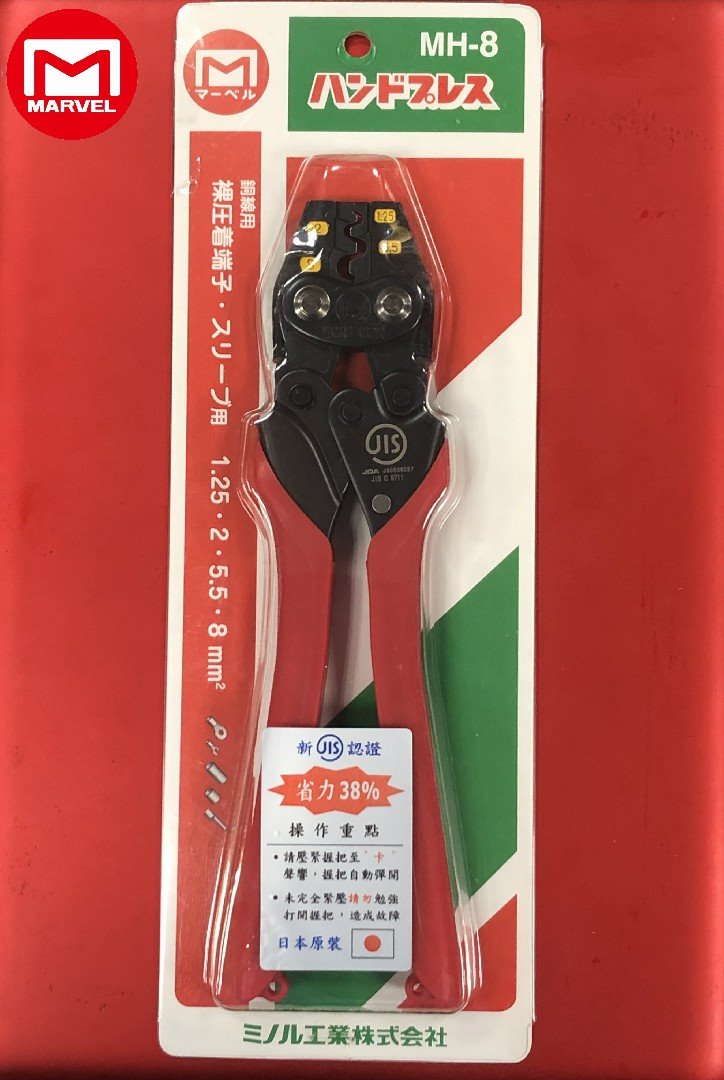 MARVEL
マーベル
MH-8
ハンドプレス
銅線用
裸圧着端子・スリーブ用 1.25・2・5.5・8 mm²
1.25
2
5.5
8
JIS
JIS C 9711
新 JIS 認證
省力38%
操作重點
・請壓緊握把至"卡"
聲響，握把自動彈開
・未完全緊壓請勿勉強
打開握把，造成故障
日本原裝
ミノル工業株式会社